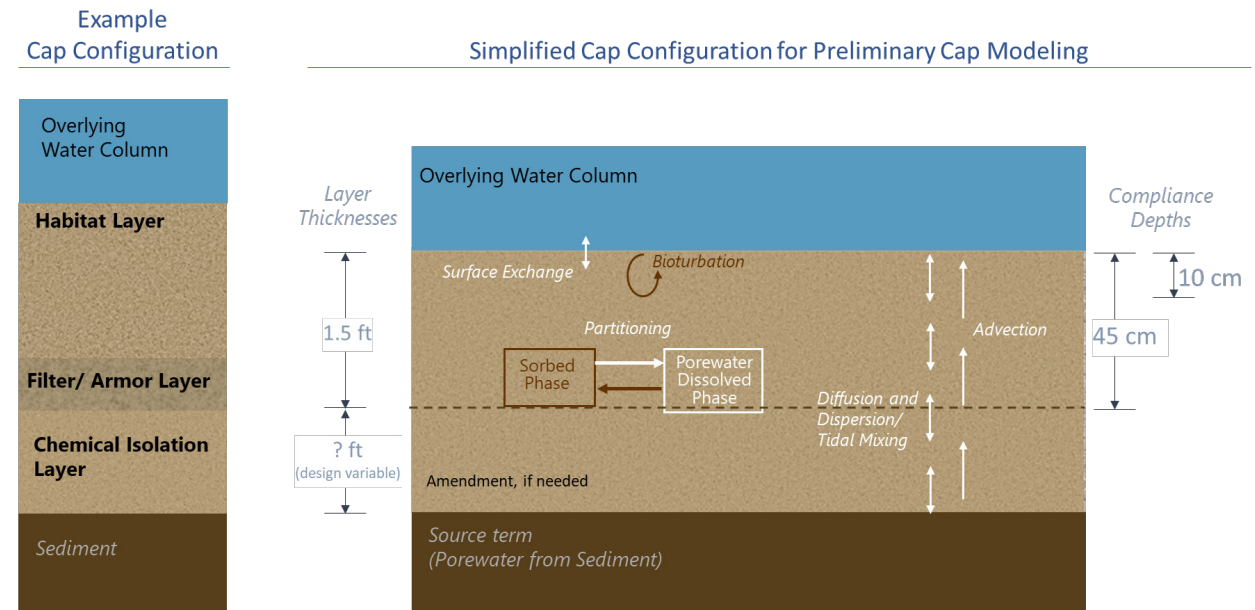 Example
Cap Configuration
Simplified Cap Configuration for Preliminary Cap Modeling
Overlying
Water Column
Habitat Layer
Filter/ Armor Layer
Chemical Isolation
Layer
Sediment
Layer
Thicknesses
1.5 ft
? ft
(design variable)
Overlying Water Column
Surface Exchange
Bioturbation
Partitioning
Sorbed
Phase
Porewater
Dissolved
Phase
Advection
Diffusion and
Dispersion/
Tidal Mixing
Amendment, if needed
Source term
(Porewater from Sediment)
Compliance
Depths
10 cm
45 cm